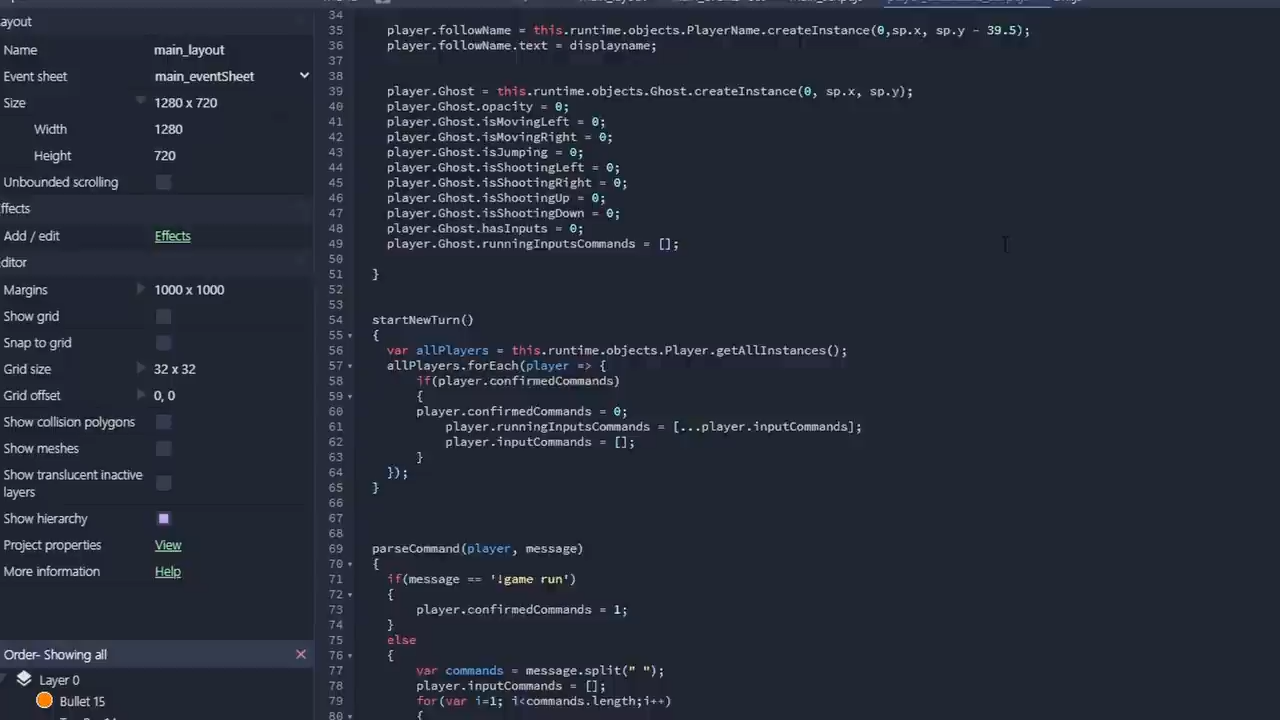 ayout
Name main_layout
Event sheet main_eventSheet
Size 1280 x 720
Width 1280
Height 720
Unbounded scrolling
ffects
Add / edit Effects
ditor
Margins 1000 x 1000
Show grid
Snap to grid
Grid size 32 x 32
Grid offset 0, 0
Show collision polygons
Show meshes
Show translucent inactive
layers
Show hierarchy
Project properties View
More information Help
Order- Showing all
Layer 0
Bullet 15
34
35 player.followName = this.runtime.objects.PlayerName.createInstance(0,sp.x, sp.y - 39.5);
36 player.followName.text = displayname;
37
38
39 player.Ghost = this.runtime.objects.Ghost.createInstance(0, sp.x, sp.y);
40 player.Ghost.opacity = 0;
41 player.Ghost.isMovingLeft = 0;
42 player.Ghost.isMovingRight = 0;
43 player.Ghost.isJumping = 0;
44 player.Ghost.isShootingLeft = 0;
45 player.Ghost.isShootingRight = 0;
46 player.Ghost.isShootingUp = 0;
47 player.Ghost.isShootingDown = 0;
48 player.Ghost.hasInputs = 0;
49 player.Ghost.runningInputsCommands = [];
50
51 }
52
53
54 startNewTurn()
55 {
56 var allPlayers = this.runtime.objects.Player.getAllInstances();
57 allPlayers.forEach(player => {
58 if(player.confirmedCommands)
59 {
60 player.confirmedCommands = 0;
61 player.runningInputsCommands = [...player.inputCommands];
62 player.inputCommands = [];
63 }
64 });
65 }
66
67
68
69 parseCommand(player, message)
70 {
71 if(message == '!game run')
72 {
73 player.confirmedCommands = 1;
74 }
75 else
76 {
77 var commands = message.split(" ");
78 player.inputCommands = [];
79 for(var i=1; i<commands.length;i++)
80 {